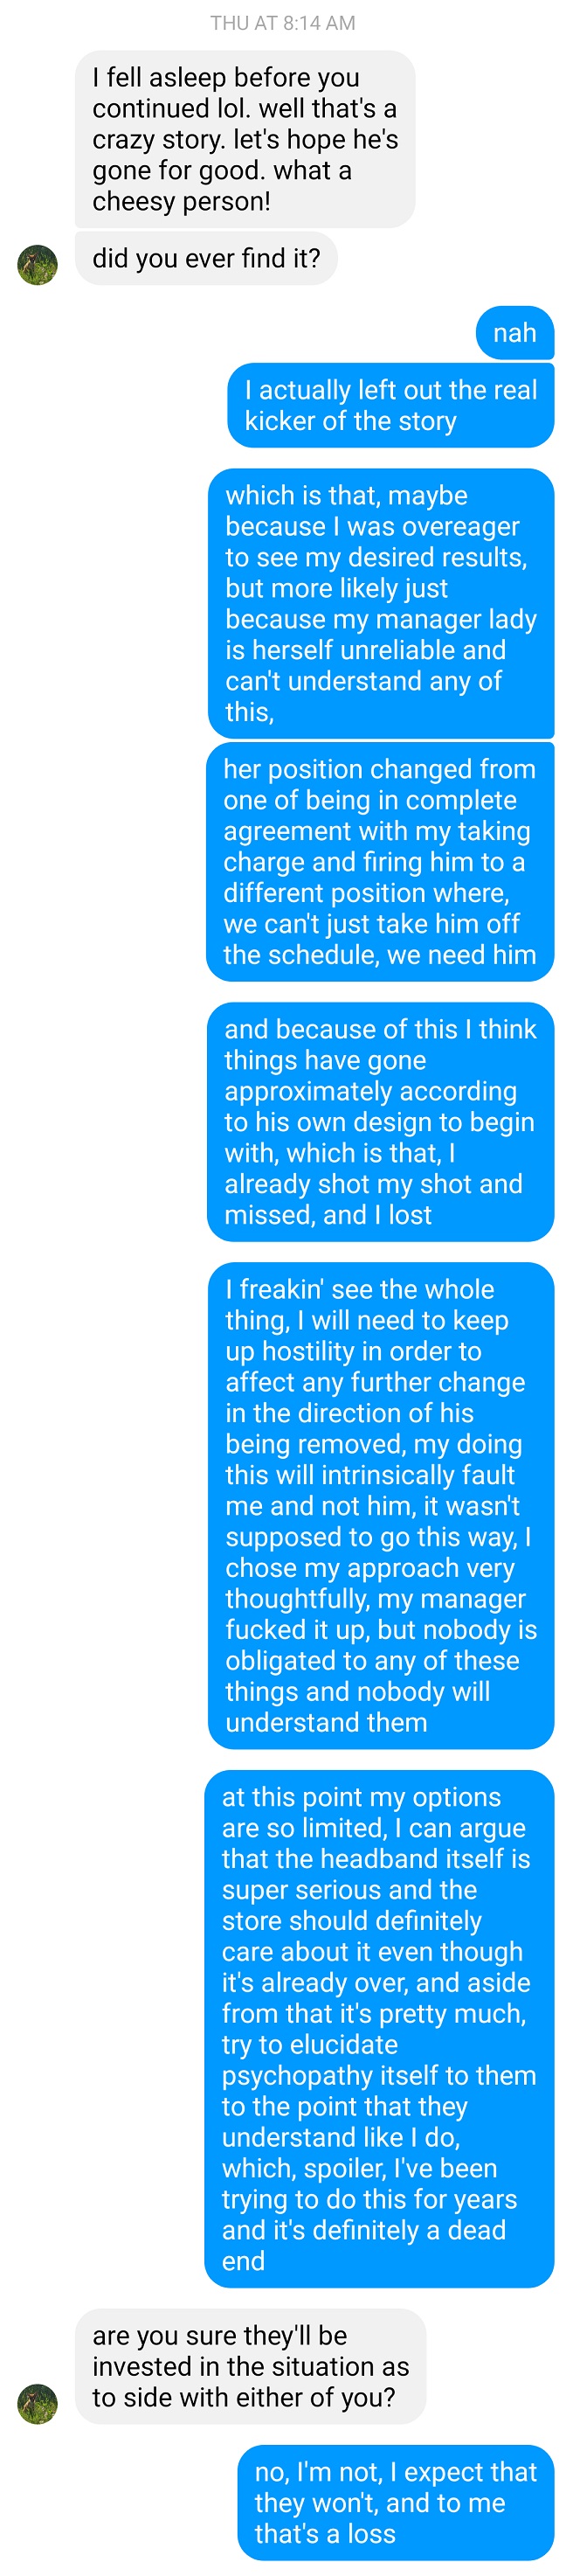 THU AT 8:14 AM
I fell asleep before you
continued lol. well that's a
crazy story. let's hope he's
gone for good. what a
cheesy person!
did you ever find it?
nah
I actually left out the real
kicker of the story
which is that, maybe
because I was overeager
to see my desired results,
but more likely just
because my manager lady
is herself unreliable and
can't understand any of
this,
her position changed from
one of being in complete
agreement with my taking
charge and firing him to a
different position where,
we can't just take him off
the schedule, we need him
and because of this I think
things have gone
approximately according
to his own design to begin
with, which is that, I
already shot my shot and
missed, and I lost
I freakin' see the whole
thing, I will need to keep
up hostility in order to
affect any further change
in the direction of his
being removed, my doing
this will intrinsically fault
me and not him, it wasn't
supposed to go this way, I
chose my approach very
thoughtfully, my manager
fucked it up, but nobody is
obligated to any of these
things and nobody will
understand them
at this point my options
are so limited, I can argue
that the headband itself is
super serious and the
store should definitely
care about it even though
it's already over, and aside
from that it's pretty much,
try to elucidate
psychopathy itself to them
to the point that they
understand like I do,
which, spoiler, I've been
trying to do this for years
and it's definitely a dead
end
are you sure they'll be
invested in the situation as
to side with either of you?
no, I'm not, I expect that
they won't, and to me
that's a loss